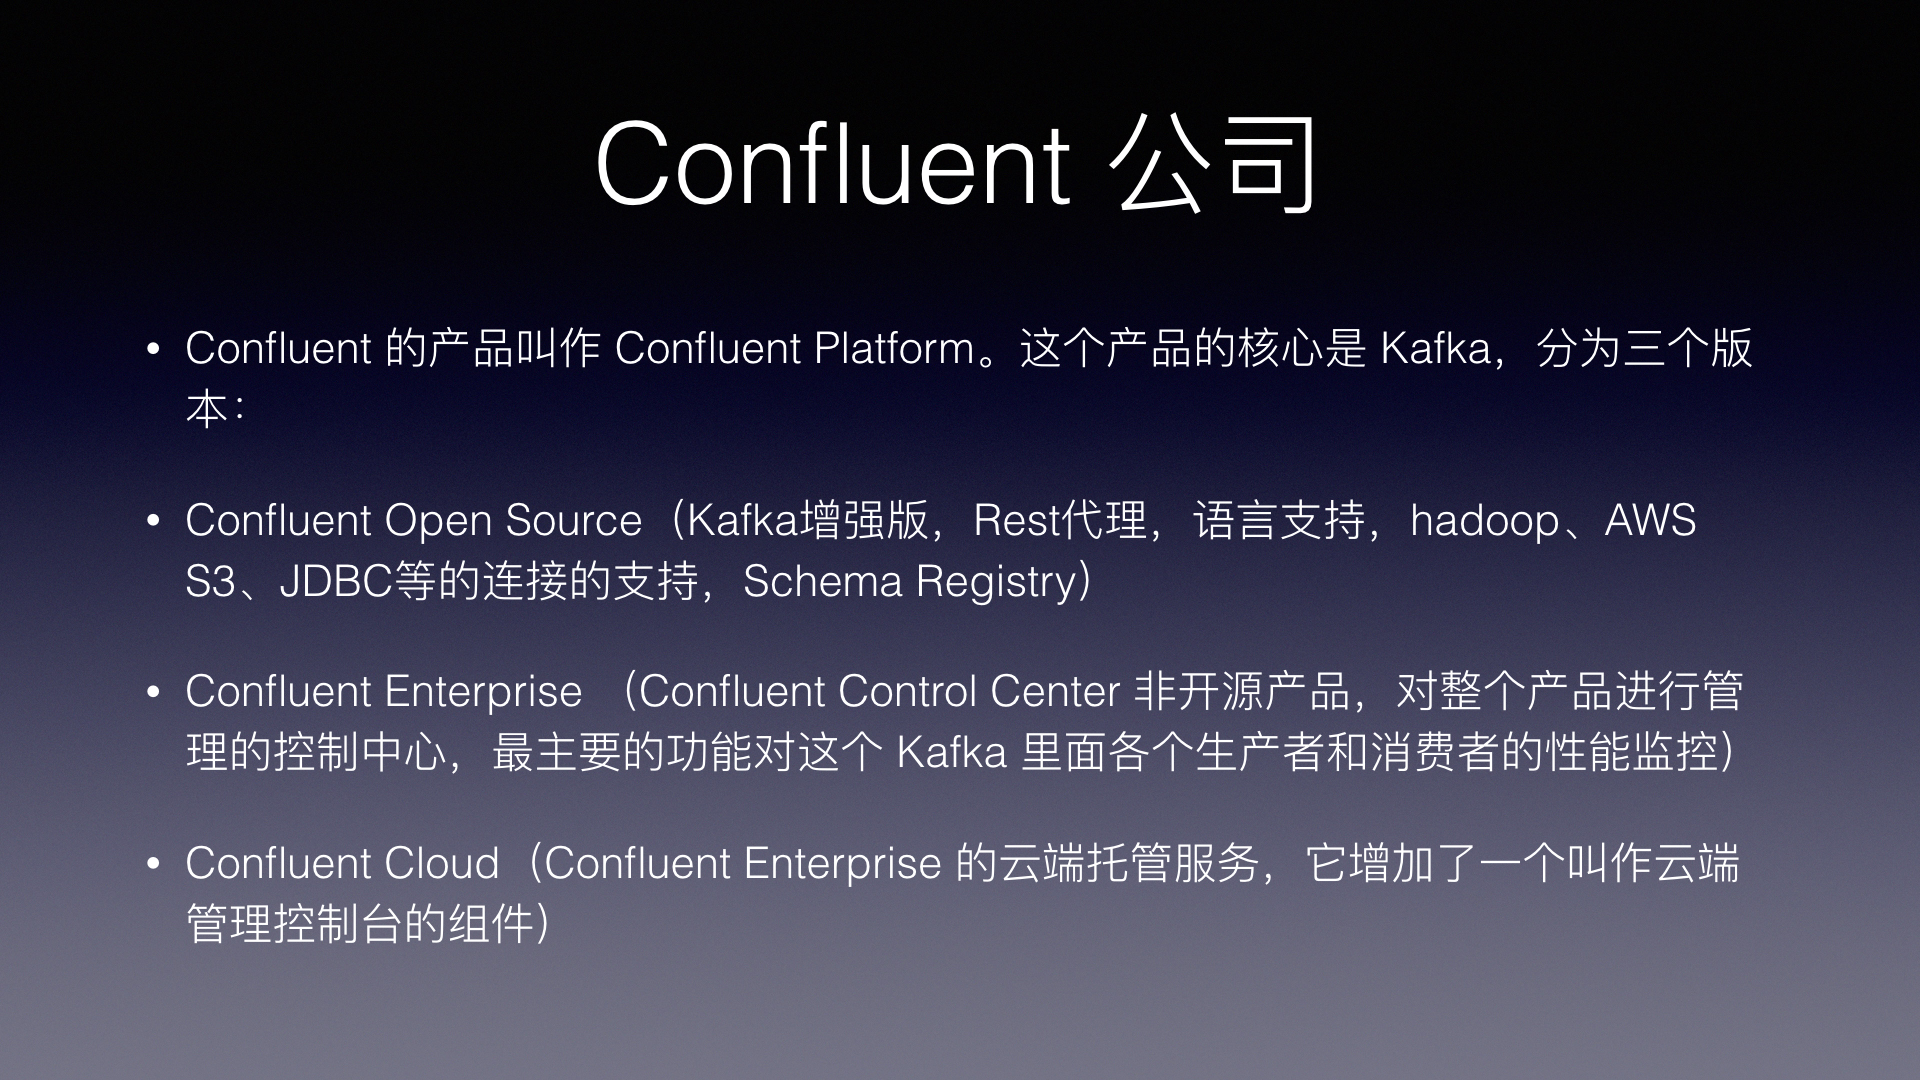 Confluent 公司
• Confluent 的产品叫作 Confluent Platform。这个产品的核心是 Kafka，分为三个版
本：
• Confluent Open Source（Kafka增强版，Rest代理，语言支持，hadoop、AWS
S3、JDBC等的连接的支持，Schema Registry）
• Confluent Enterprise （Confluent Control Center 非开源产品，对整个产品进行管
理的控制中心，最主要的功能对这个 Kafka 里面各个生产者和消费者的性能监控）
• Confluent Cloud（Confluent Enterprise 的云端托管服务，它增加了一个叫作云端
管理控制台的组件）